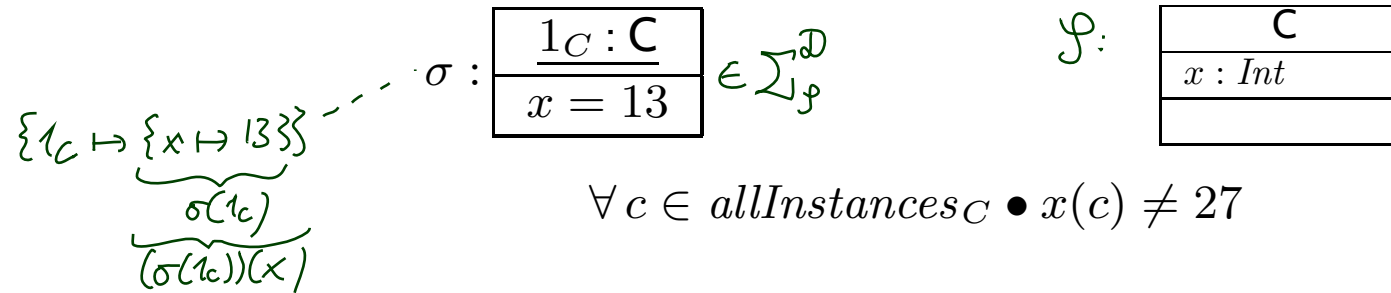 σ : 1_C : C
x = 13
∈ Σ_𝒮^𝒟
𝒮:
C
x : Int
{1_C ↦ {x ↦ 13}}
σ(1_C)
(σ(1_C))(x)
∀ c ∈ allInstances_C • x(c) ≠ 27